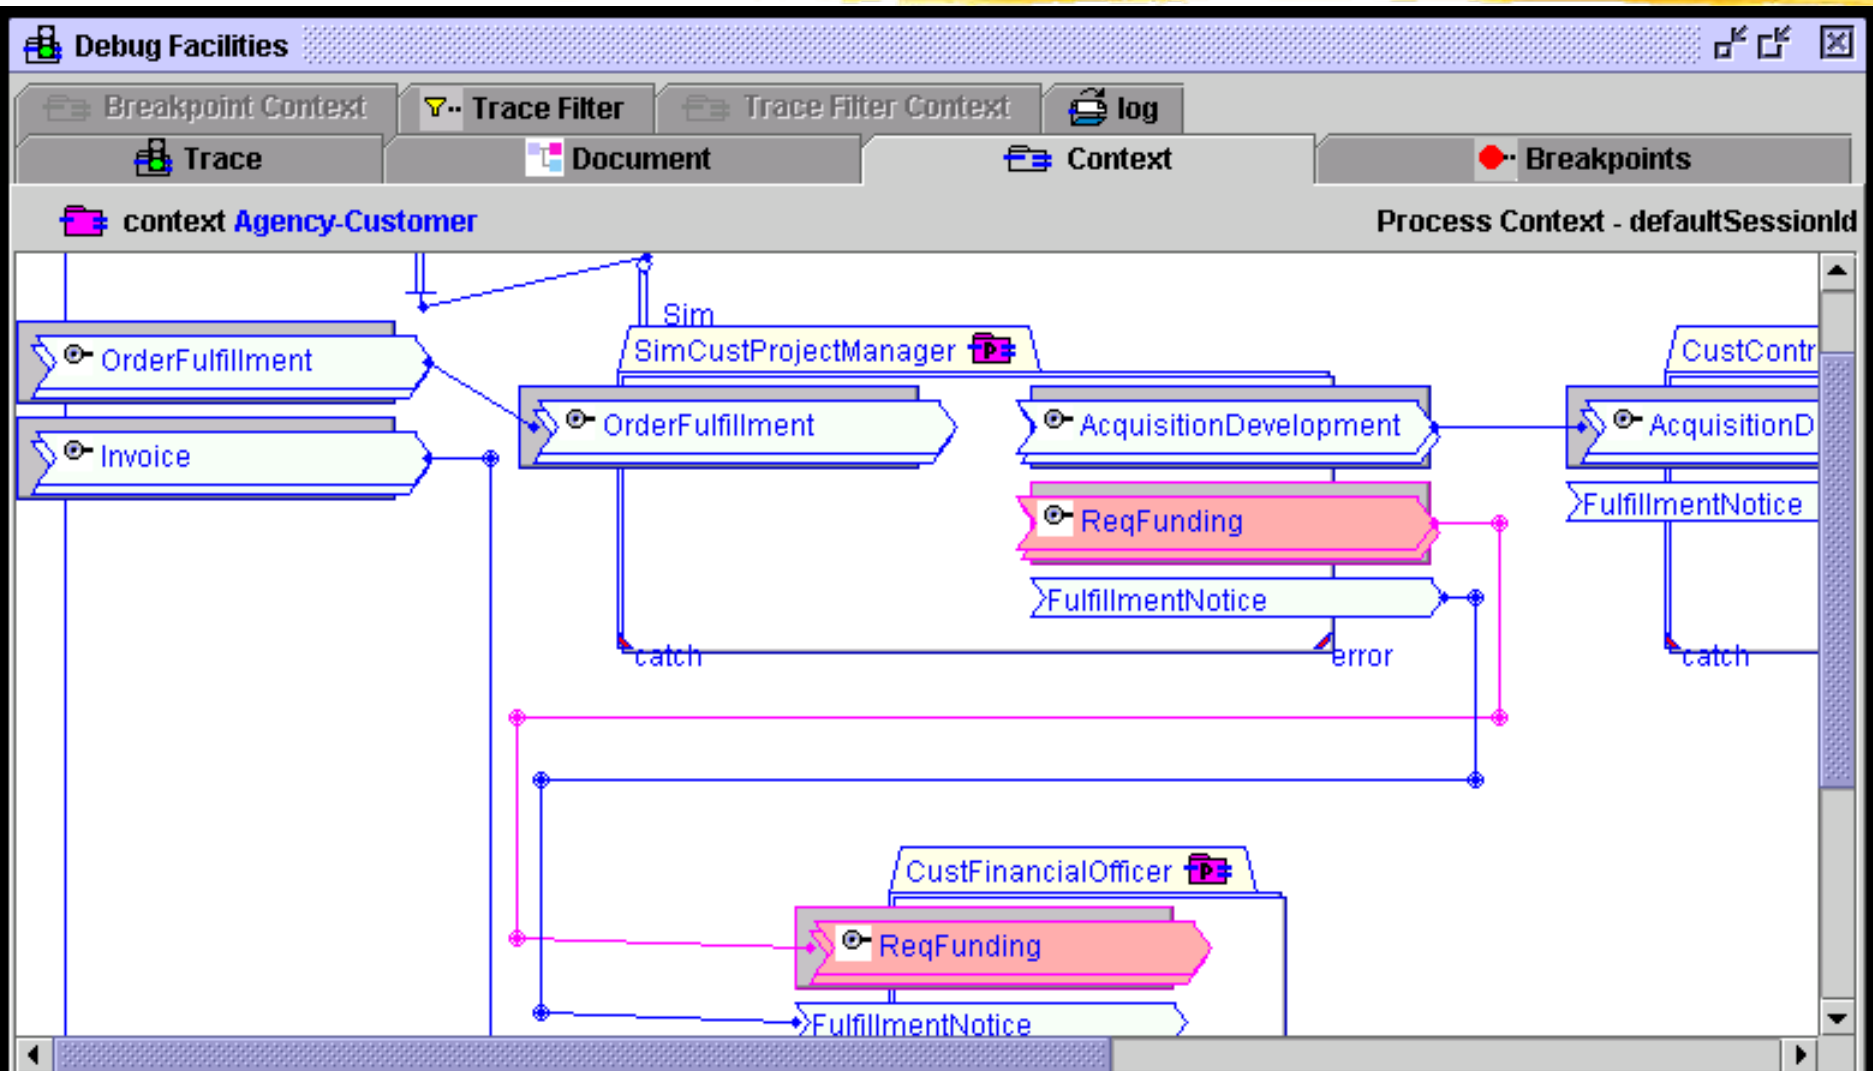 Debug Facilities
Breakpoint Context Trace Filter Trace Filter Context log
Trace Document Context Breakpoints
context Agency-Customer Process Context - defaultSessionId
Sim
SimCustProjectManager CustContr
OrderFulfillment
OrderFulfillment AcquisitionDevelopment AcquisitionD
Invoice
FulfillmentNotice
ReqFunding
FulfillmentNotice
catch error catch
CustFinancialOfficer
ReqFunding
FulfillmentNotice